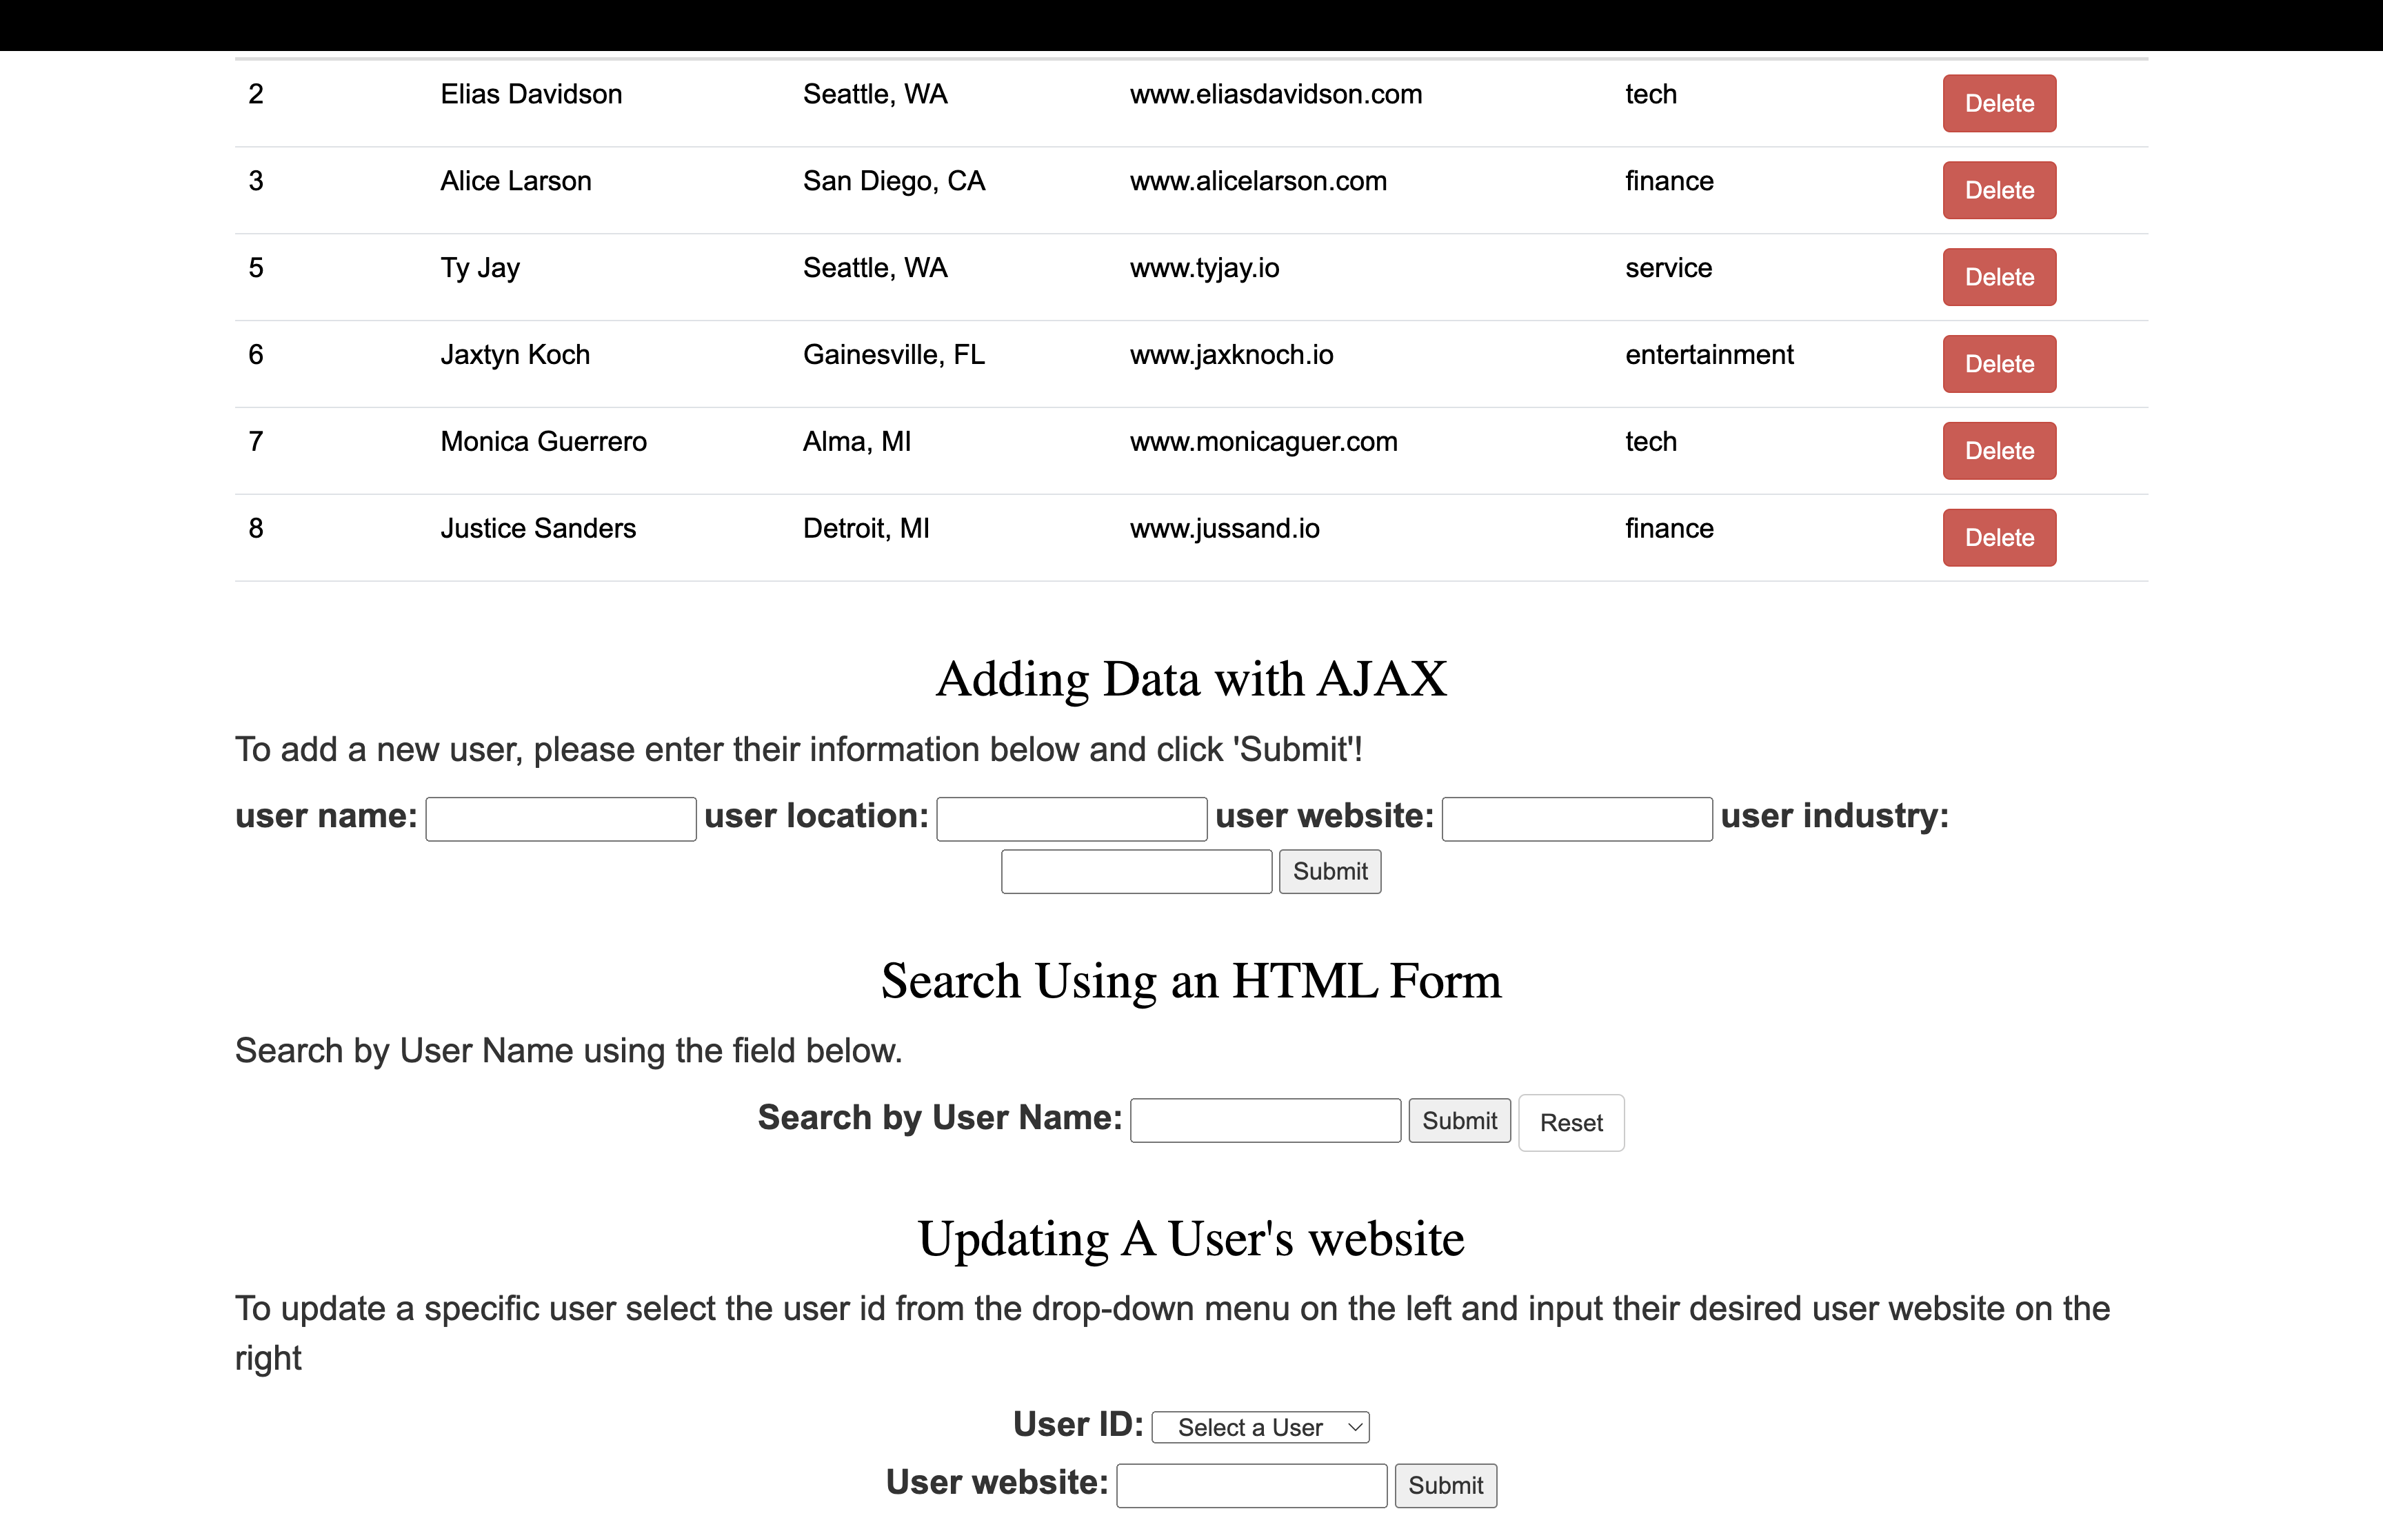 2 Elias Davidson Seattle, WA www.eliasdavidson.com tech Delete
3 Alice Larson San Diego, CA www.alicelarson.com finance Delete
5 Ty Jay Seattle, WA www.tyjay.io service Delete
6 Jaxtyn Koch Gainesville, FL www.jaxknoch.io entertainment Delete
7 Monica Guerrero Alma, MI www.monicaguer.com tech Delete
8 Justice Sanders Detroit, MI www.jussand.io finance Delete
Adding Data with AJAX
To add a new user, please enter their information below and click 'Submit'!
user name: user location: user website: user industry:
Submit
Search Using an HTML Form
Search by User Name using the field below.
Search by User Name: Submit Reset
Updating A User's website
To update a specific user select the user id from the drop-down menu on the left and input their desired user website on the
right
User ID: Select a User
User website: Submit